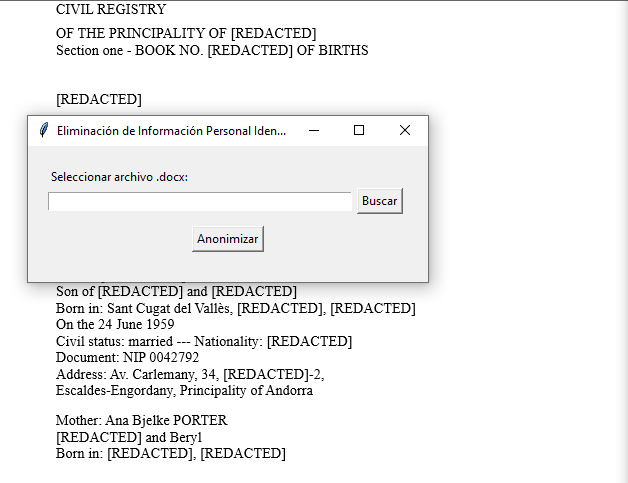 CIVIL REGISTRY
OF THE PRINCIPALITY OF [REDACTED]
Section one - BOOK NO. [REDACTED] OF BIRTHS
[REDACTED]
Eliminación de Información Personal Iden...
Seleccionar archivo .docx:
Buscar
Anonimizar
Son of [REDACTED] and [REDACTED]
Born in: Sant Cugat del Vallès, [REDACTED], [REDACTED]
On the 24 June 1959
Civil status: married --- Nationality: [REDACTED]
Document: NIP 0042792
Address: Av. Carlemany, 34, [REDACTED]-2,
Escaldes-Engordany, Principality of Andorra
Mother: Ana Bjelke PORTER
[REDACTED] and Beryl
Born in: [REDACTED], [REDACTED]